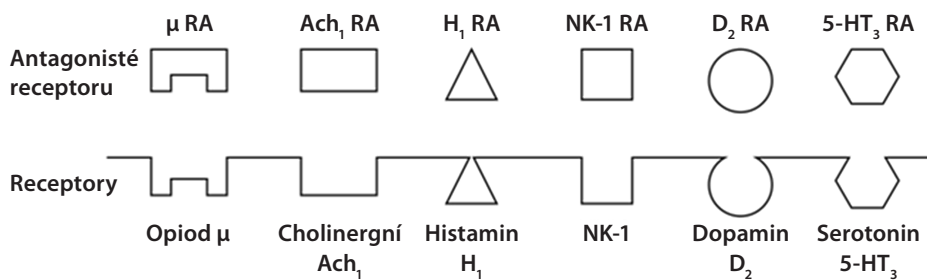 µ RA Ach₁ RA H₁ RA NK-1 RA D₂ RA 5-HT₃ RA
Antagonisté
receptoru
Receptory
Opiod µ Cholinergní Histamin NK-1 Dopamin Serotonin
Ach₁ H₁ D₂ 5-HT₃